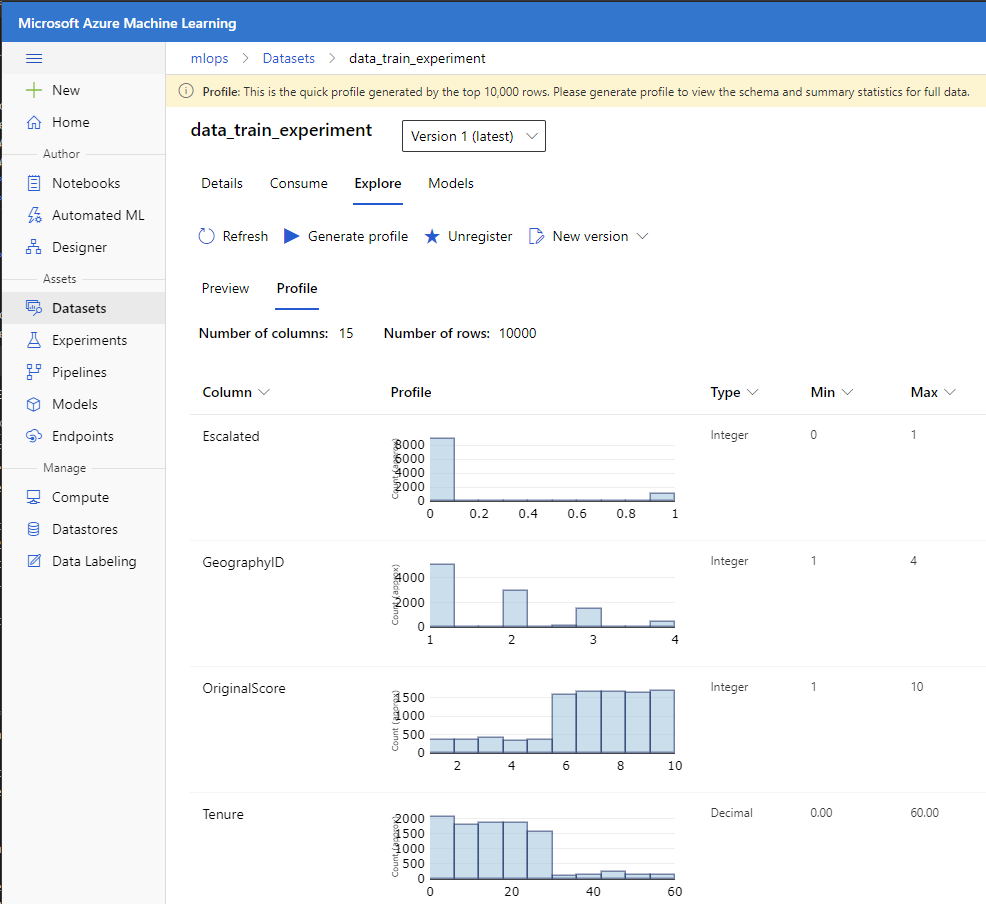 Microsoft Azure Machine Learning
mlops > Datasets > data_train_experiment
New
Home
Author
Notebooks
Automated ML
Designer
Assets
Datasets
Experiments
Pipelines
Models
Endpoints
Manage
Compute
Datastores
Data Labeling
Profile: This is the quick profile generated by the top 10,000 rows. Please generate profile to view the schema and summary statistics for full data.
data_train_experiment Version 1 (latest)
Details Consume Explore Models
Refresh Generate profile Unregister New version
Preview Profile
Number of columns: 15 Number of rows: 10000
Column Profile Type Min Max
Escalated Integer 0 1
Count (approx)
8000
6000
4000
2000
0
0 0.2 0.4 0.6 0.8 1
GeographyID Integer 1 4
Count (approx)
4000
2000
0
1 2 3 4
OriginalScore Integer 1 10
Count (approx)
1500
1000
500
0
2 4 6 8 10
Tenure Decimal 0.00 60.00
Count (approx)
2000
1500
1000
500
0
0 20 40 60